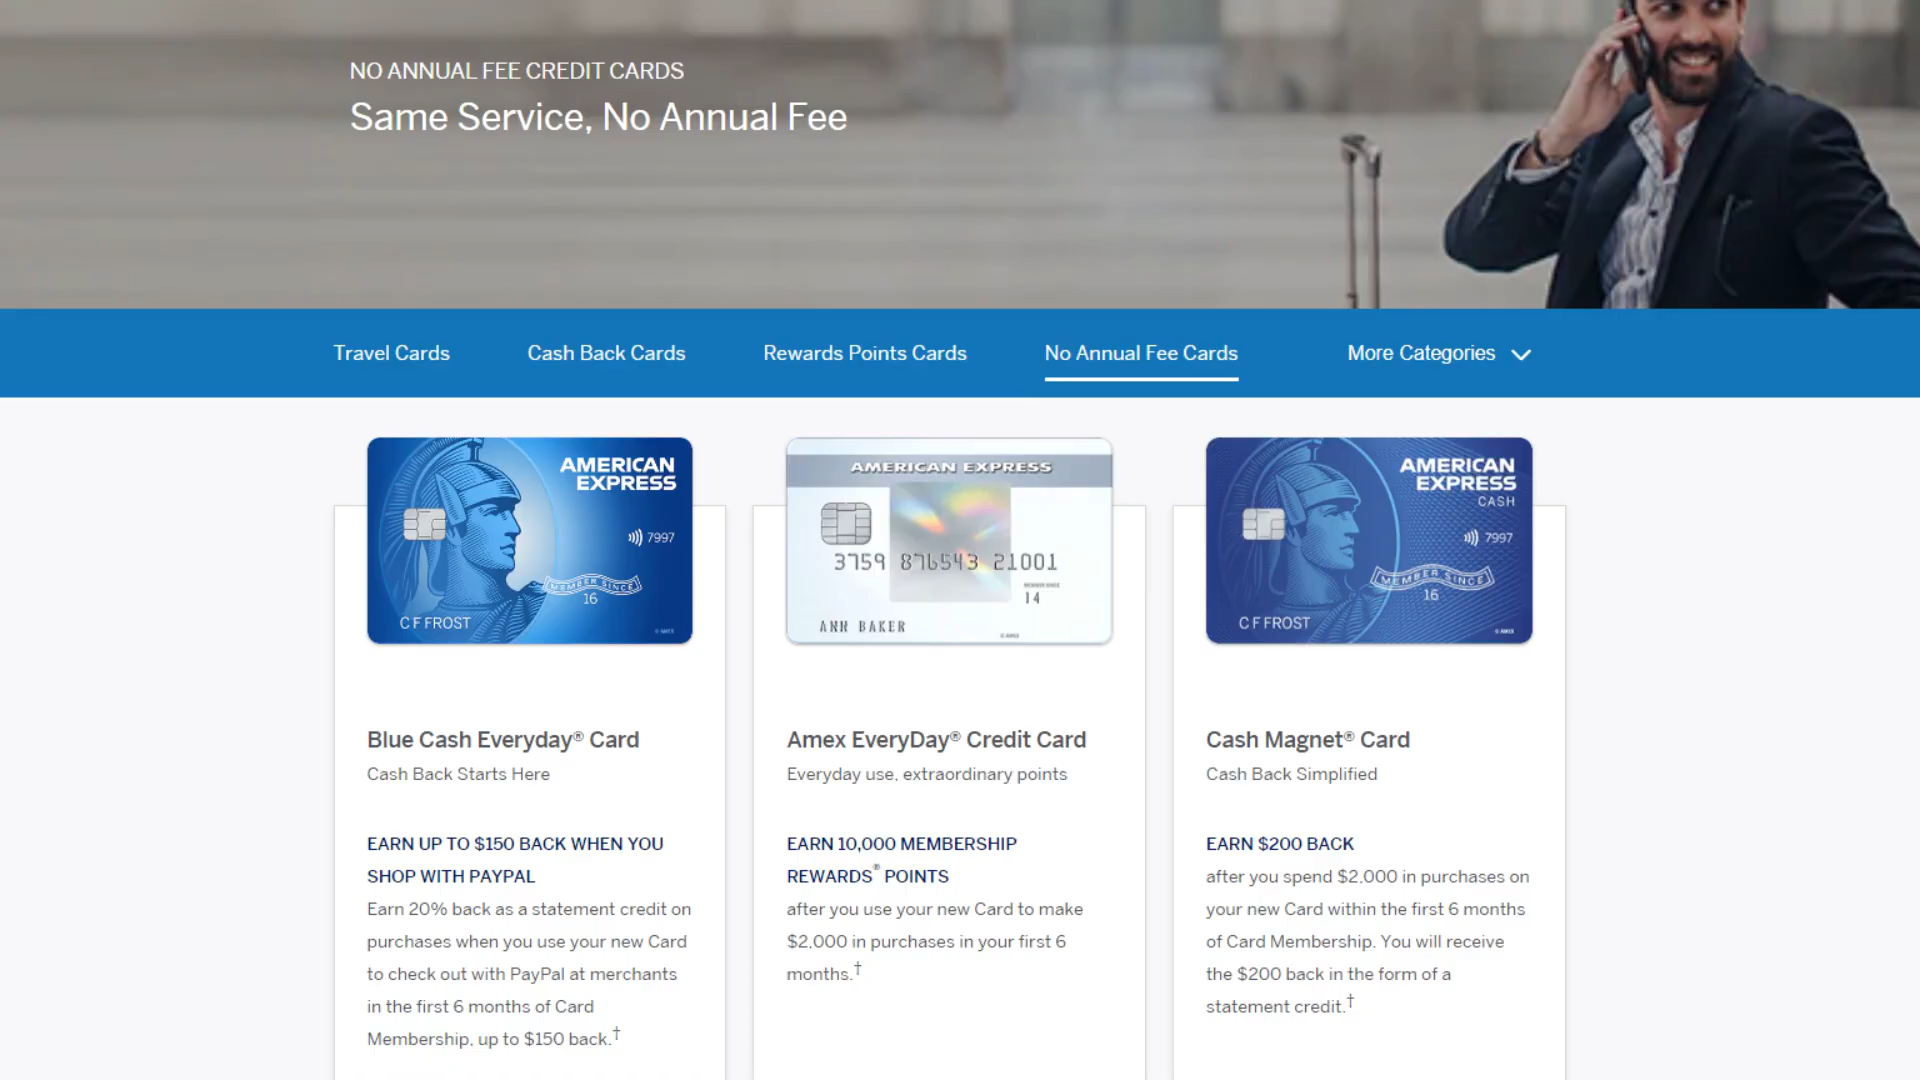 NO ANNUAL FEE CREDIT CARDS
Same Service, No Annual Fee
Travel Cards
Cash Back Cards
Rewards Points Cards
No Annual Fee Cards
More Categories
AMERICAN
EXPRESS
7997
MEMBER SINCE
16
C F FROST
© AMEX
AMERICAN EXPRESS
3759 876543 21001
MEMBER SINCE
14
ANN BAKER
© AMEX
AMERICAN
EXPRESS
CASH
7997
MEMBER SINCE
16
C F FROST
© AMEX
Blue Cash Everyday® Card
Cash Back Starts Here
EARN UP TO $150 BACK WHEN YOU
SHOP WITH PAYPAL
Earn 20% back as a statement credit on
purchases when you use your new Card
to check out with PayPal at merchants
in the first 6 months of Card
Membership, up to $150 back.†
Amex EveryDay® Credit Card
Everyday use, extraordinary points
EARN 10,000 MEMBERSHIP
REWARDS® POINTS
after you use your new Card to make
$2,000 in purchases in your first 6
months.†
Cash Magnet® Card
Cash Back Simplified
EARN $200 BACK
after you spend $2,000 in purchases on
your new Card within the first 6 months
of Card Membership. You will receive
the $200 back in the form of a
statement credit.†